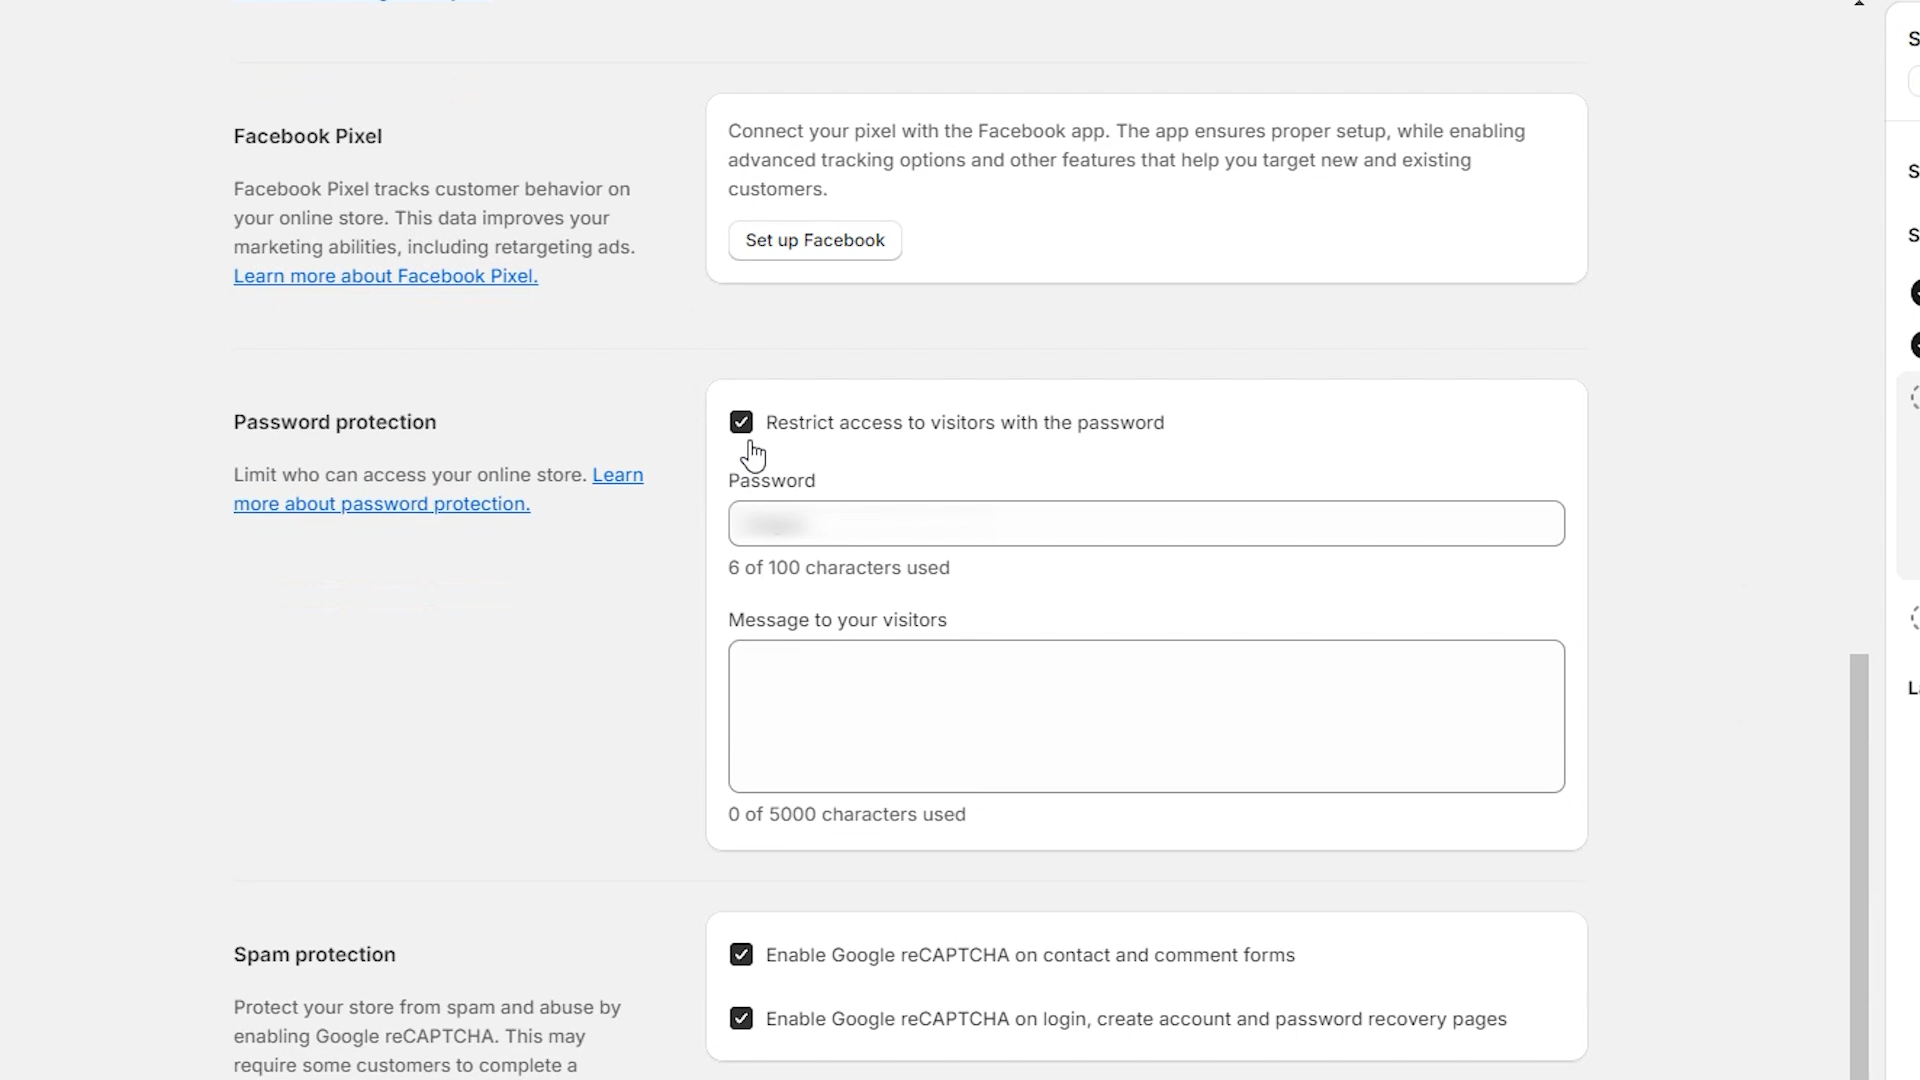 Facebook Pixel
Facebook Pixel tracks customer behavior on
your online store. This data improves your
marketing abilities, including retargeting ads.
Learn more about Facebook Pixel.
Connect your pixel with the Facebook app. The app ensures proper setup, while enabling
advanced tracking options and other features that help you target new and existing
customers.
Set up Facebook
Password protection
Limit who can access your online store. Learn
more about password protection.
Restrict access to visitors with the password
Password
6 of 100 characters used
Message to your visitors
0 of 5000 characters used
Spam protection
Protect your store from spam and abuse by
enabling Google reCAPTCHA. This may
require some customers to complete a
Enable Google reCAPTCHA on contact and comment forms
Enable Google reCAPTCHA on login, create account and password recovery pages